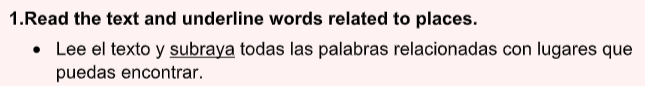 1.Read the text and underline words related to places.
• Lee el texto y subraya todas las palabras relacionadas con lugares que
puedas encontrar.